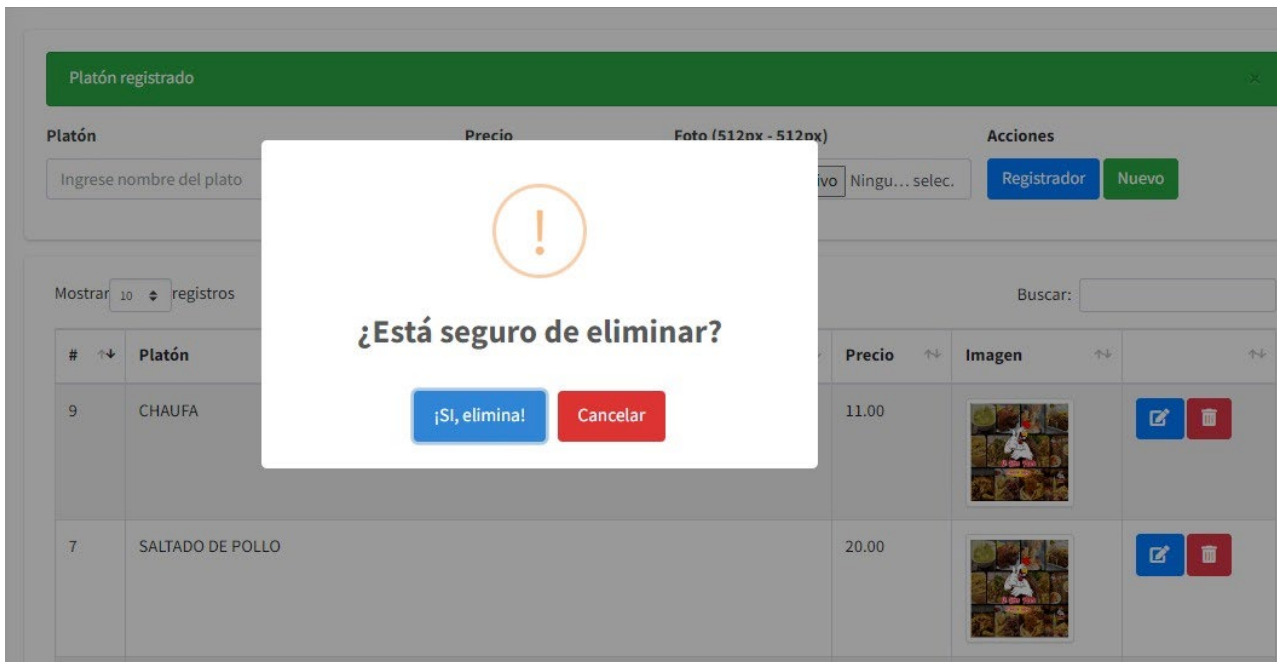 Platón registrado ×
Platón Precio Foto (512px - 512px) Acciones
Ingrese nombre del plato ivo Ningu... selec. Registrador Nuevo
!
¿Está seguro de eliminar?
¡SI, elimina! Cancelar
Mostrar 10 registros Buscar:
# Platón Precio Imagen
9 CHAUFA 11.00
7 SALTADO DE POLLO 20.00